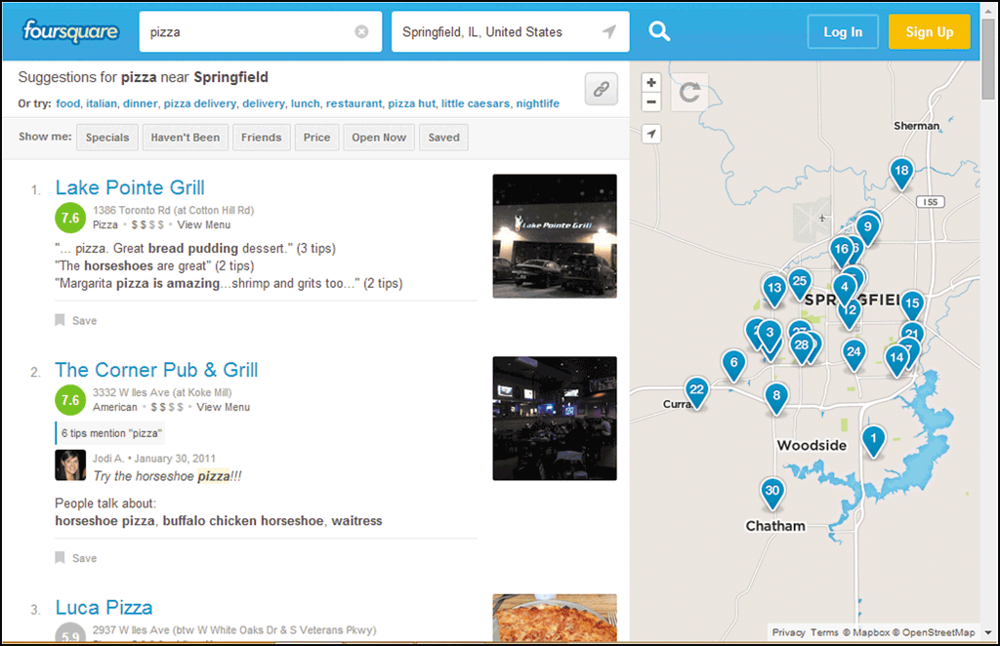 foursquare
pizza
Springfield, IL, United States
Log In
Sign Up
Suggestions for pizza near Springfield
Or try: food, italian, dinner, pizza delivery, delivery, lunch, restaurant, pizza hut, little caesars, nightlife
Show me: Specials Haven't Been Friends Price Open Now Saved
1. Lake Pointe Grill
7.6
1386 Toronto Rd (at Cotton Hill Rd)
Pizza • $ $ $ $ • View Menu
"... pizza. Great bread pudding dessert." (3 tips)
"The horseshoes are great" (2 tips)
"Margarita pizza is amazing...shrimp and grits too..." (2 tips)
Save
Lake Pointe Grill
2. The Corner Pub & Grill
7.6
3332 W Iles Ave (at Koke Mill)
American • $ $ $ $ • View Menu
6 tips mention "pizza"
Jodi A. • January 30, 2011
Try the horseshoe pizza!!!
People talk about:
horseshoe pizza, buffalo chicken horseshoe, waitress
Save
3. Luca Pizza
5.9
2937 W Iles Ave (btw W White Oaks Dr & S Veterans Pkwy)
+
−
Sherman
18
I 55
9
16
25
13
4
SPRINGFIEL
12
15
3
21
28
24
14
6
22
8
Curra
1
Woodside
30
Chatham
Privacy Terms © Mapbox © OpenStreetMap